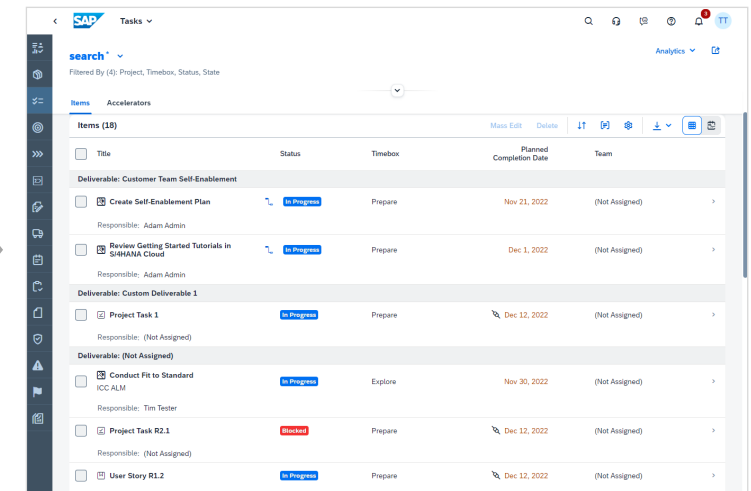 SAP Tasks 3 TT
search* Analytics
Filtered By (4): Project, Timebox, Status, State
Items Accelerators
Items (18) Mass Edit Delete
Title Status Timebox Planned Completion Date Team
Deliverable: Customer Team Self-Enablement
Create Self-Enablement Plan In Progress Prepare Nov 21, 2022 (Not Assigned)
Responsible: Adam Admin
Review Getting Started Tutorials in
S/4HANA Cloud In Progress Prepare Dec 1, 2022 (Not Assigned)
Responsible: Adam Admin
Deliverable: Custom Deliverable 1
Project Task 1 In Progress Prepare Dec 12, 2022 (Not Assigned)
Responsible: (Not Assigned)
Deliverable: (Not Assigned)
Conduct Fit to Standard
ICC ALM In Progress Explore Nov 30, 2022 (Not Assigned)
Responsible: Tim Tester
Project Task R2.1 Blocked Prepare Dec 12, 2022 (Not Assigned)
Responsible: (Not Assigned)
User Story R1.2 In Progress Prepare Dec 12, 2022 (Not Assigned)